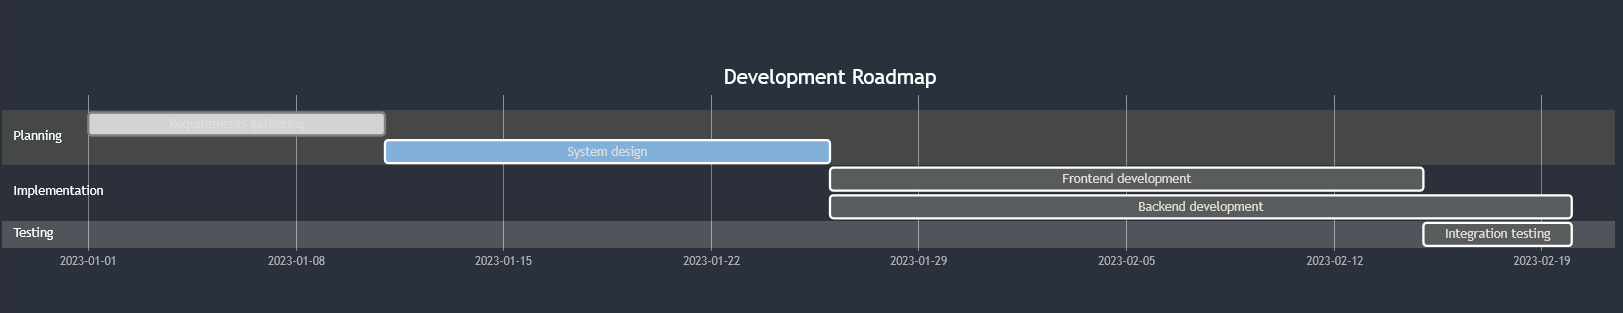 Development Roadmap
Planning
Requirements gathering
System design
Implementation
Frontend development
Backend development
Testing
Integration testing
2023-01-01 2023-01-08 2023-01-15 2023-01-22 2023-01-29 2023-02-05 2023-02-12 2023-02-19